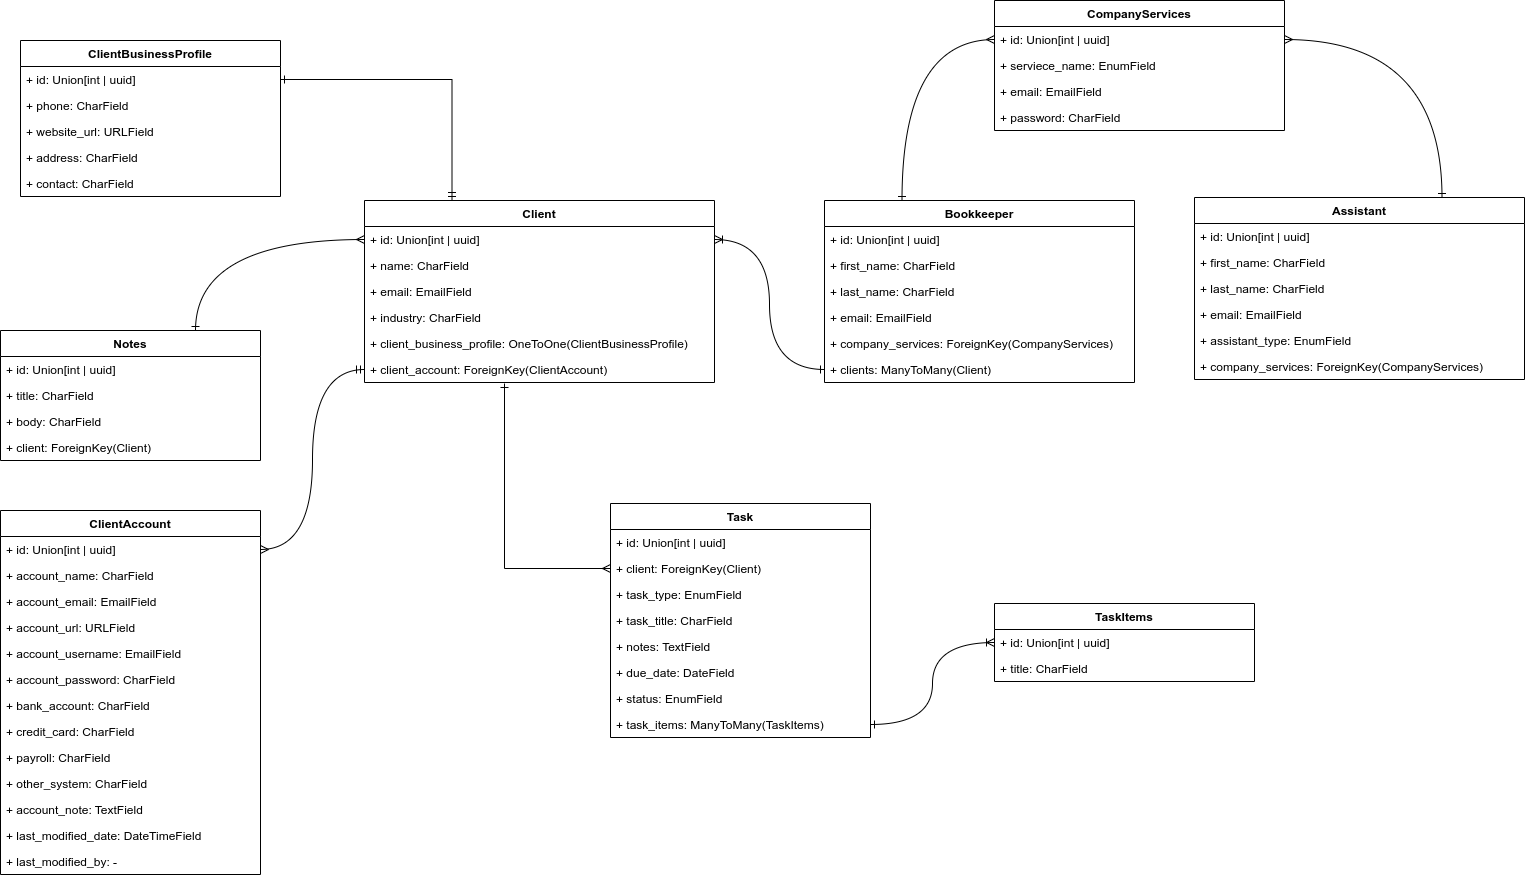 CompanyServices
+ id: Union[int | uuid]
+ serviece_name: EnumField
+ email: EmailField
+ password: CharField
ClientBusinessProfile
+ id: Union[int | uuid]
+ phone: CharField
+ website_url: URLField
+ address: CharField
+ contact: CharField
Client
+ id: Union[int | uuid]
+ name: CharField
+ email: EmailField
+ industry: CharField
+ client_business_profile: OneToOne(ClientBusinessProfile)
+ client_account: ForeignKey(ClientAccount)
Bookkeeper
+ id: Union[int | uuid]
+ first_name: CharField
+ last_name: CharField
+ email: EmailField
+ company_services: ForeignKey(CompanyServices)
+ clients: ManyToMany(Client)
Assistant
+ id: Union[int | uuid]
+ first_name: CharField
+ last_name: CharField
+ email: EmailField
+ assistant_type: EnumField
+ company_services: ForeignKey(CompanyServices)
Notes
+ id: Union[int | uuid]
+ title: CharField
+ body: CharField
+ client: ForeignKey(Client)
ClientAccount
+ id: Union[int | uuid]
+ account_name: CharField
+ account_email: EmailField
+ account_url: URLField
+ account_username: EmailField
+ account_password: CharField
+ bank_account: CharField
+ credit_card: CharField
+ payroll: CharField
+ other_system: CharField
+ account_note: TextField
+ last_modified_date: DateTimeField
+ last_modified_by: -
Task
+ id: Union[int | uuid]
+ client: ForeignKey(Client)
+ task_type: EnumField
+ task_title: CharField
+ notes: TextField
+ due_date: DateField
+ status: EnumField
+ task_items: ManyToMany(TaskItems)
TaskItems
+ id: Union[int | uuid]
+ title: CharField